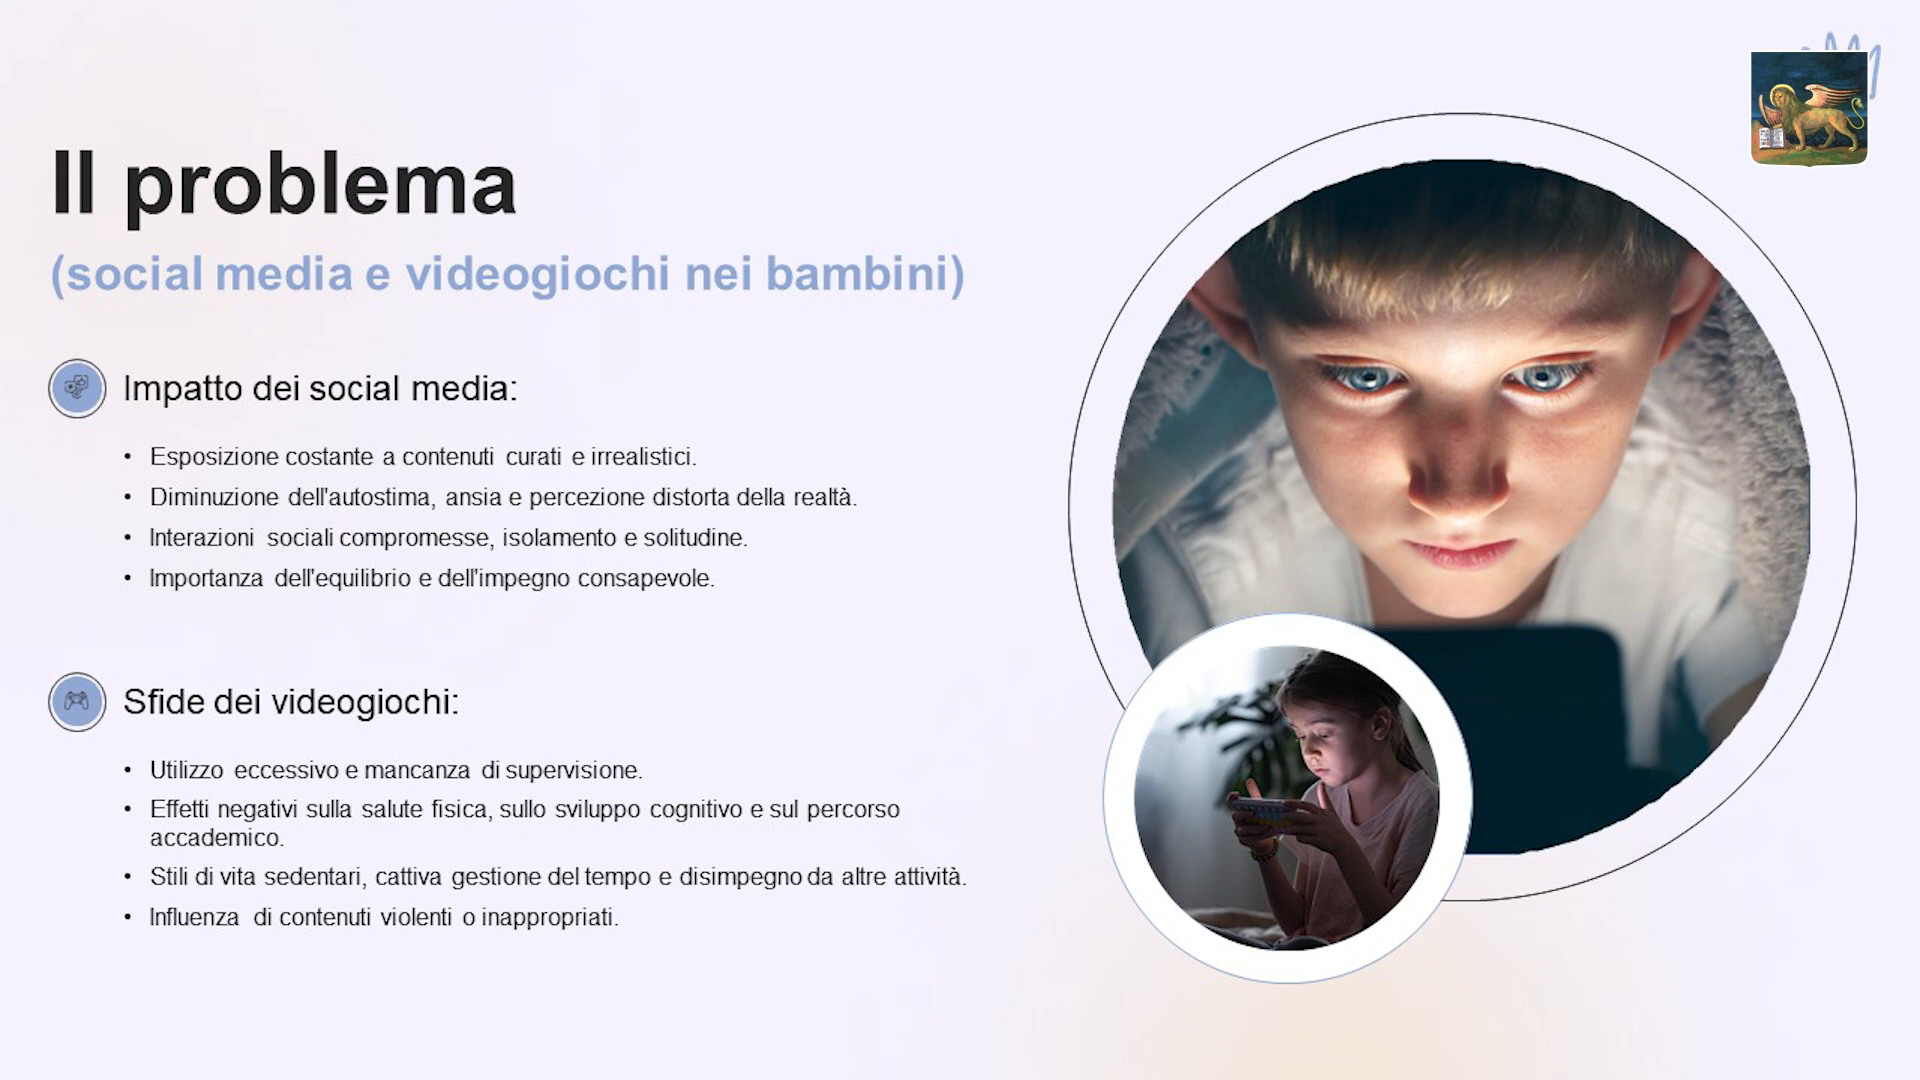 Il problema
(social media e videogiochi nei bambini)
Impatto dei social media:
• Esposizione costante a contenuti curati e irrealistici.
• Diminuzione dell'autostima, ansia e percezione distorta della realtà.
• Interazioni sociali compromesse, isolamento e solitudine.
• Importanza dell'equilibrio e dell'impegno consapevole.
Sfide dei videogiochi:
• Utilizzo eccessivo e mancanza di supervisione.
• Effetti negativi sulla salute fisica, sullo sviluppo cognitivo e sul percorso
accademico.
• Stili di vita sedentari, cattiva gestione del tempo e disimpegno da altre attività.
• Influenza di contenuti violenti o inappropriati.